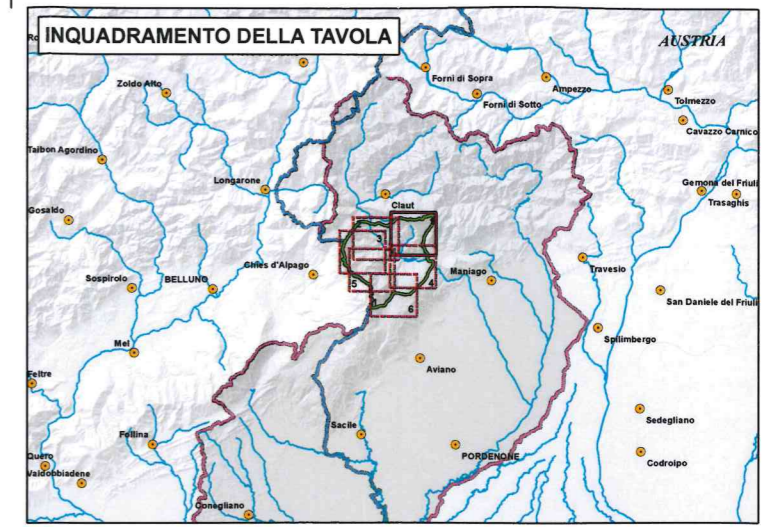 INQUADRAMENTO DELLA TAVOLA
AUSTRIA
Forni di Sopra
Zoldo Alto
Ampezzo
Forni di Sotto
Tolmezzo
Cavazzo Carnico
Taibon Agordino
Longarone
Gemona del Friuli
Claut
Trasaghis
Gosaldo
3
Chies d'Alpago
Travesio
Maniago
Sospirolo
BELLUNO
5
4
San Daniele del Friuli
6
Spilimbergo
Mel
Aviano
Feltre
Sedegliano
Sacile
Follina
PORDENONE
Quero
Codroipo
Valdobbiadene
Conegliano